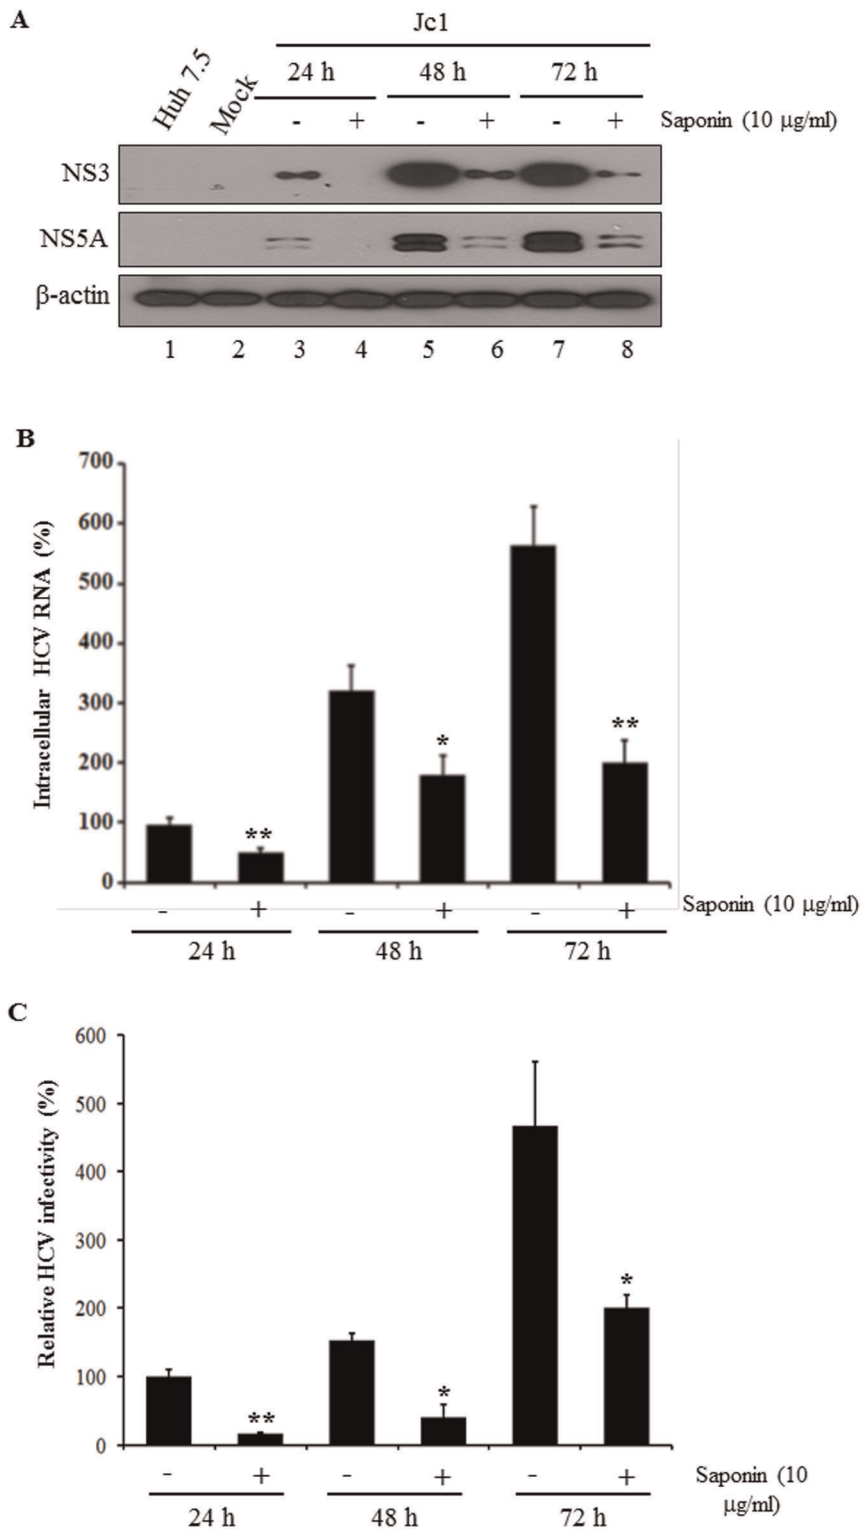 A
Jc1
Huh 7.5
Mock
24 h 48 h 72 h
- + - + - + Saponin (10 µg/ml)
NS3
NS5A
β-actin
1 2 3 4 5 6 7 8
B
Intracellular HCV RNA (%)
700
600
500
400
300
200
100
0
**
*
**
- + - + - + Saponin (10 µg/ml)
24 h 48 h 72 h
C
Relative HCV infectivity (%)
600
500
400
300
200
100
0
**
*
*
- + - + - + Saponin (10
µg/ml)
24 h 48 h 72 h